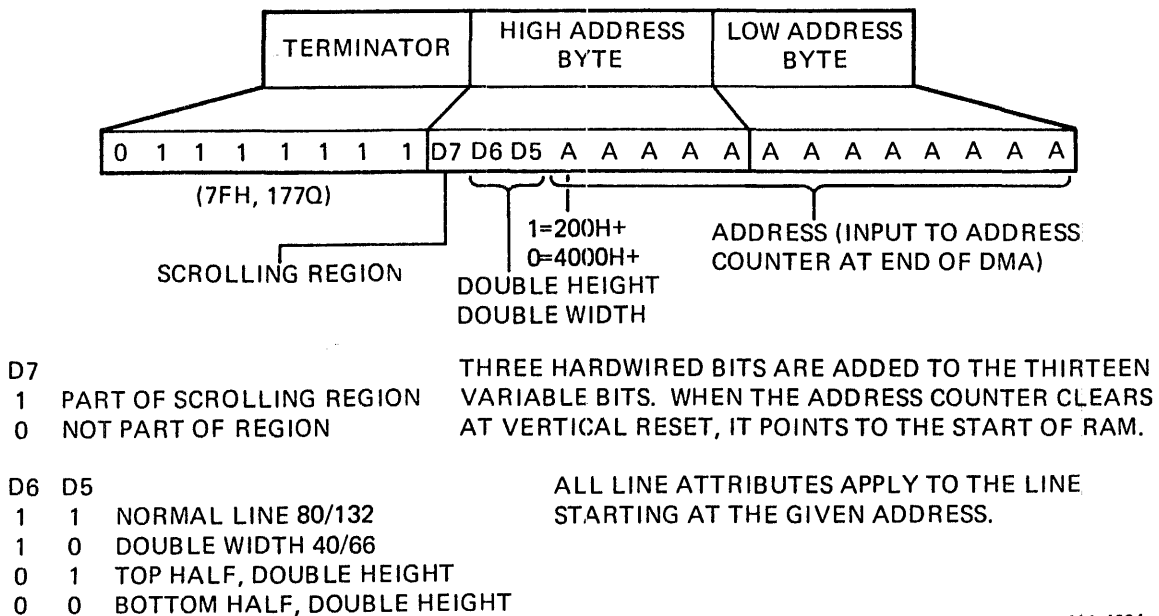 TERMINATOR
HIGH ADDRESS
BYTE
LOW ADDRESS
BYTE
0 1 1 1 1 1 1 1 D7 D6 D5 A A A A A A A A A A A A A
(7FH, 177Q)
SCROLLING REGION
1=200H+
0=4000H+
DOUBLE HEIGHT
DOUBLE WIDTH
ADDRESS (INPUT TO ADDRESS
COUNTER AT END OF DMA)
D7
1 PART OF SCROLLING REGION
0 NOT PART OF REGION
THREE HARDWIRED BITS ARE ADDED TO THE THIRTEEN
VARIABLE BITS. WHEN THE ADDRESS COUNTER CLEARS
AT VERTICAL RESET, IT POINTS TO THE START OF RAM.
D6 D5
1 1 NORMAL LINE 80/132
1 0 DOUBLE WIDTH 40/66
0 1 TOP HALF, DOUBLE HEIGHT
0 0 BOTTOM HALF, DOUBLE HEIGHT
ALL LINE ATTRIBUTES APPLY TO THE LINE
STARTING AT THE GIVEN ADDRESS.